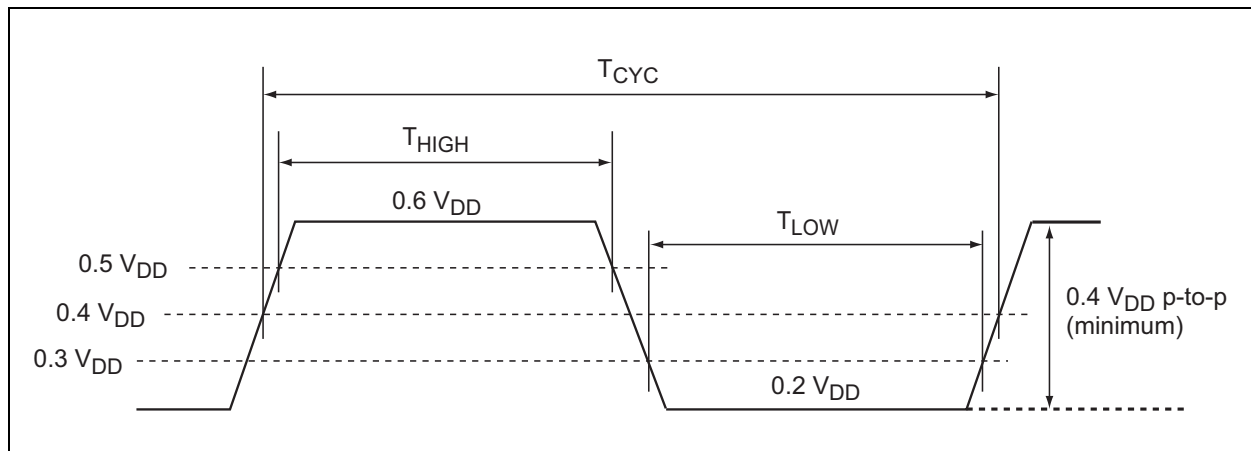 TCYC
THIGH
0.6 VDD
TLOW
0.5 VDD
0.4 VDD
0.3 VDD
0.4 VDD p-to-p
(minimum)
0.2 VDD